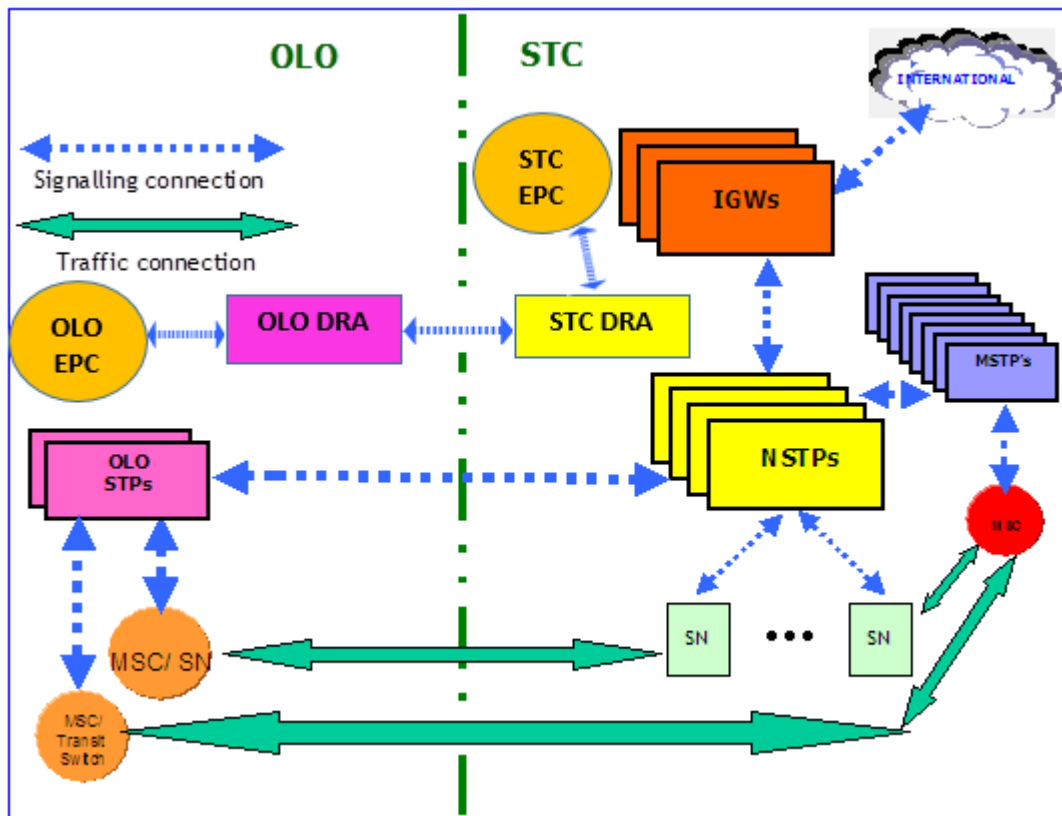 OLO
STC
INTERNATIONAL
Signalling connection
Traffic connection
STC
EPC
IGWs
OLO
EPC
OLO DRA
STC DRA
MSTP's
OLO
STPs
NSTPs
MSC
MSC/ SN
SN
•••
SN
MSC/
Transit
Switch